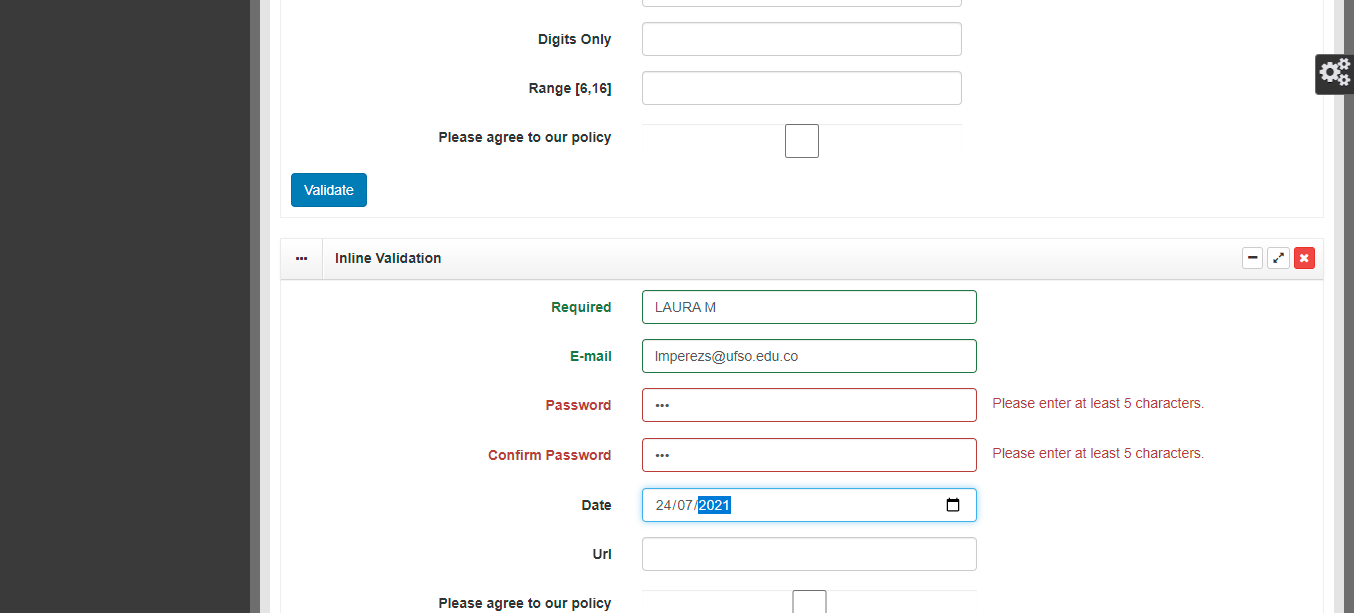 Digits Only
Range [6,16]
Please agree to our policy
Validate
Inline Validation
Required LAURA M
E-mail lmperezs@ufso.edu.co
Password ••• Please enter at least 5 characters.
Confirm Password ••• Please enter at least 5 characters.
Date 24/07/2021
Url
Please agree to our policy